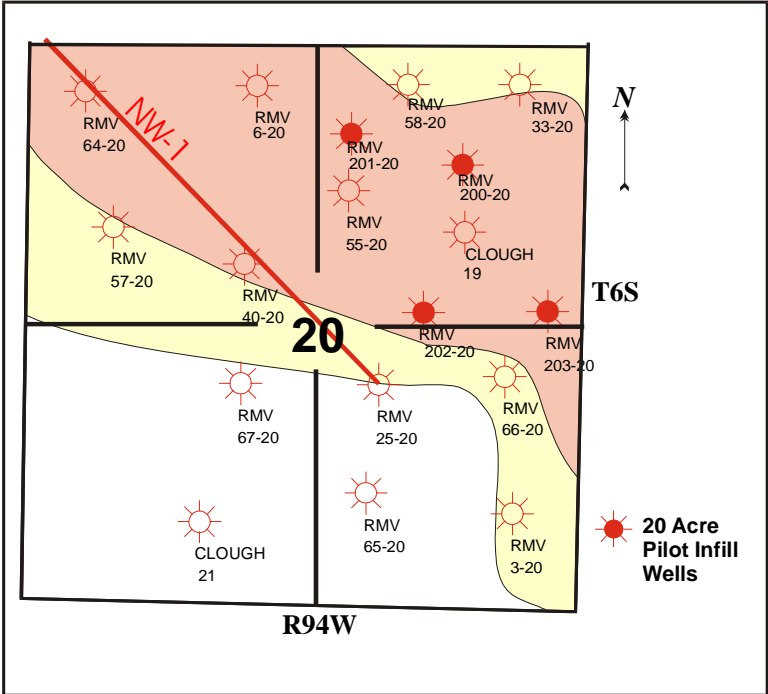 NW-1
N
RMV
64-20
RMV
6-20
RMV
58-20
RMV
33-20
RMV
201-20
RMV
200-20
RMV
55-20
CLOUGH
19
RMV
57-20
RMV
40-20
T6S
20
RMV
202-20
RMV
203-20
RMV
67-20
RMV
25-20
RMV
66-20
CLOUGH
21
RMV
65-20
RMV
3-20
20 Acre
Pilot Infill
Wells
R94W